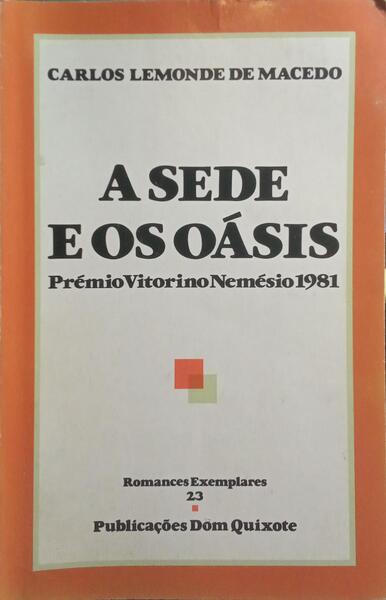 CARLOS LEMONDE DE MACEDO
A SEDE
E OS OÁSIS
Prémio Vitorino Nemésio 1981
Romances Exemplares
23
Publicações Dom Quixote